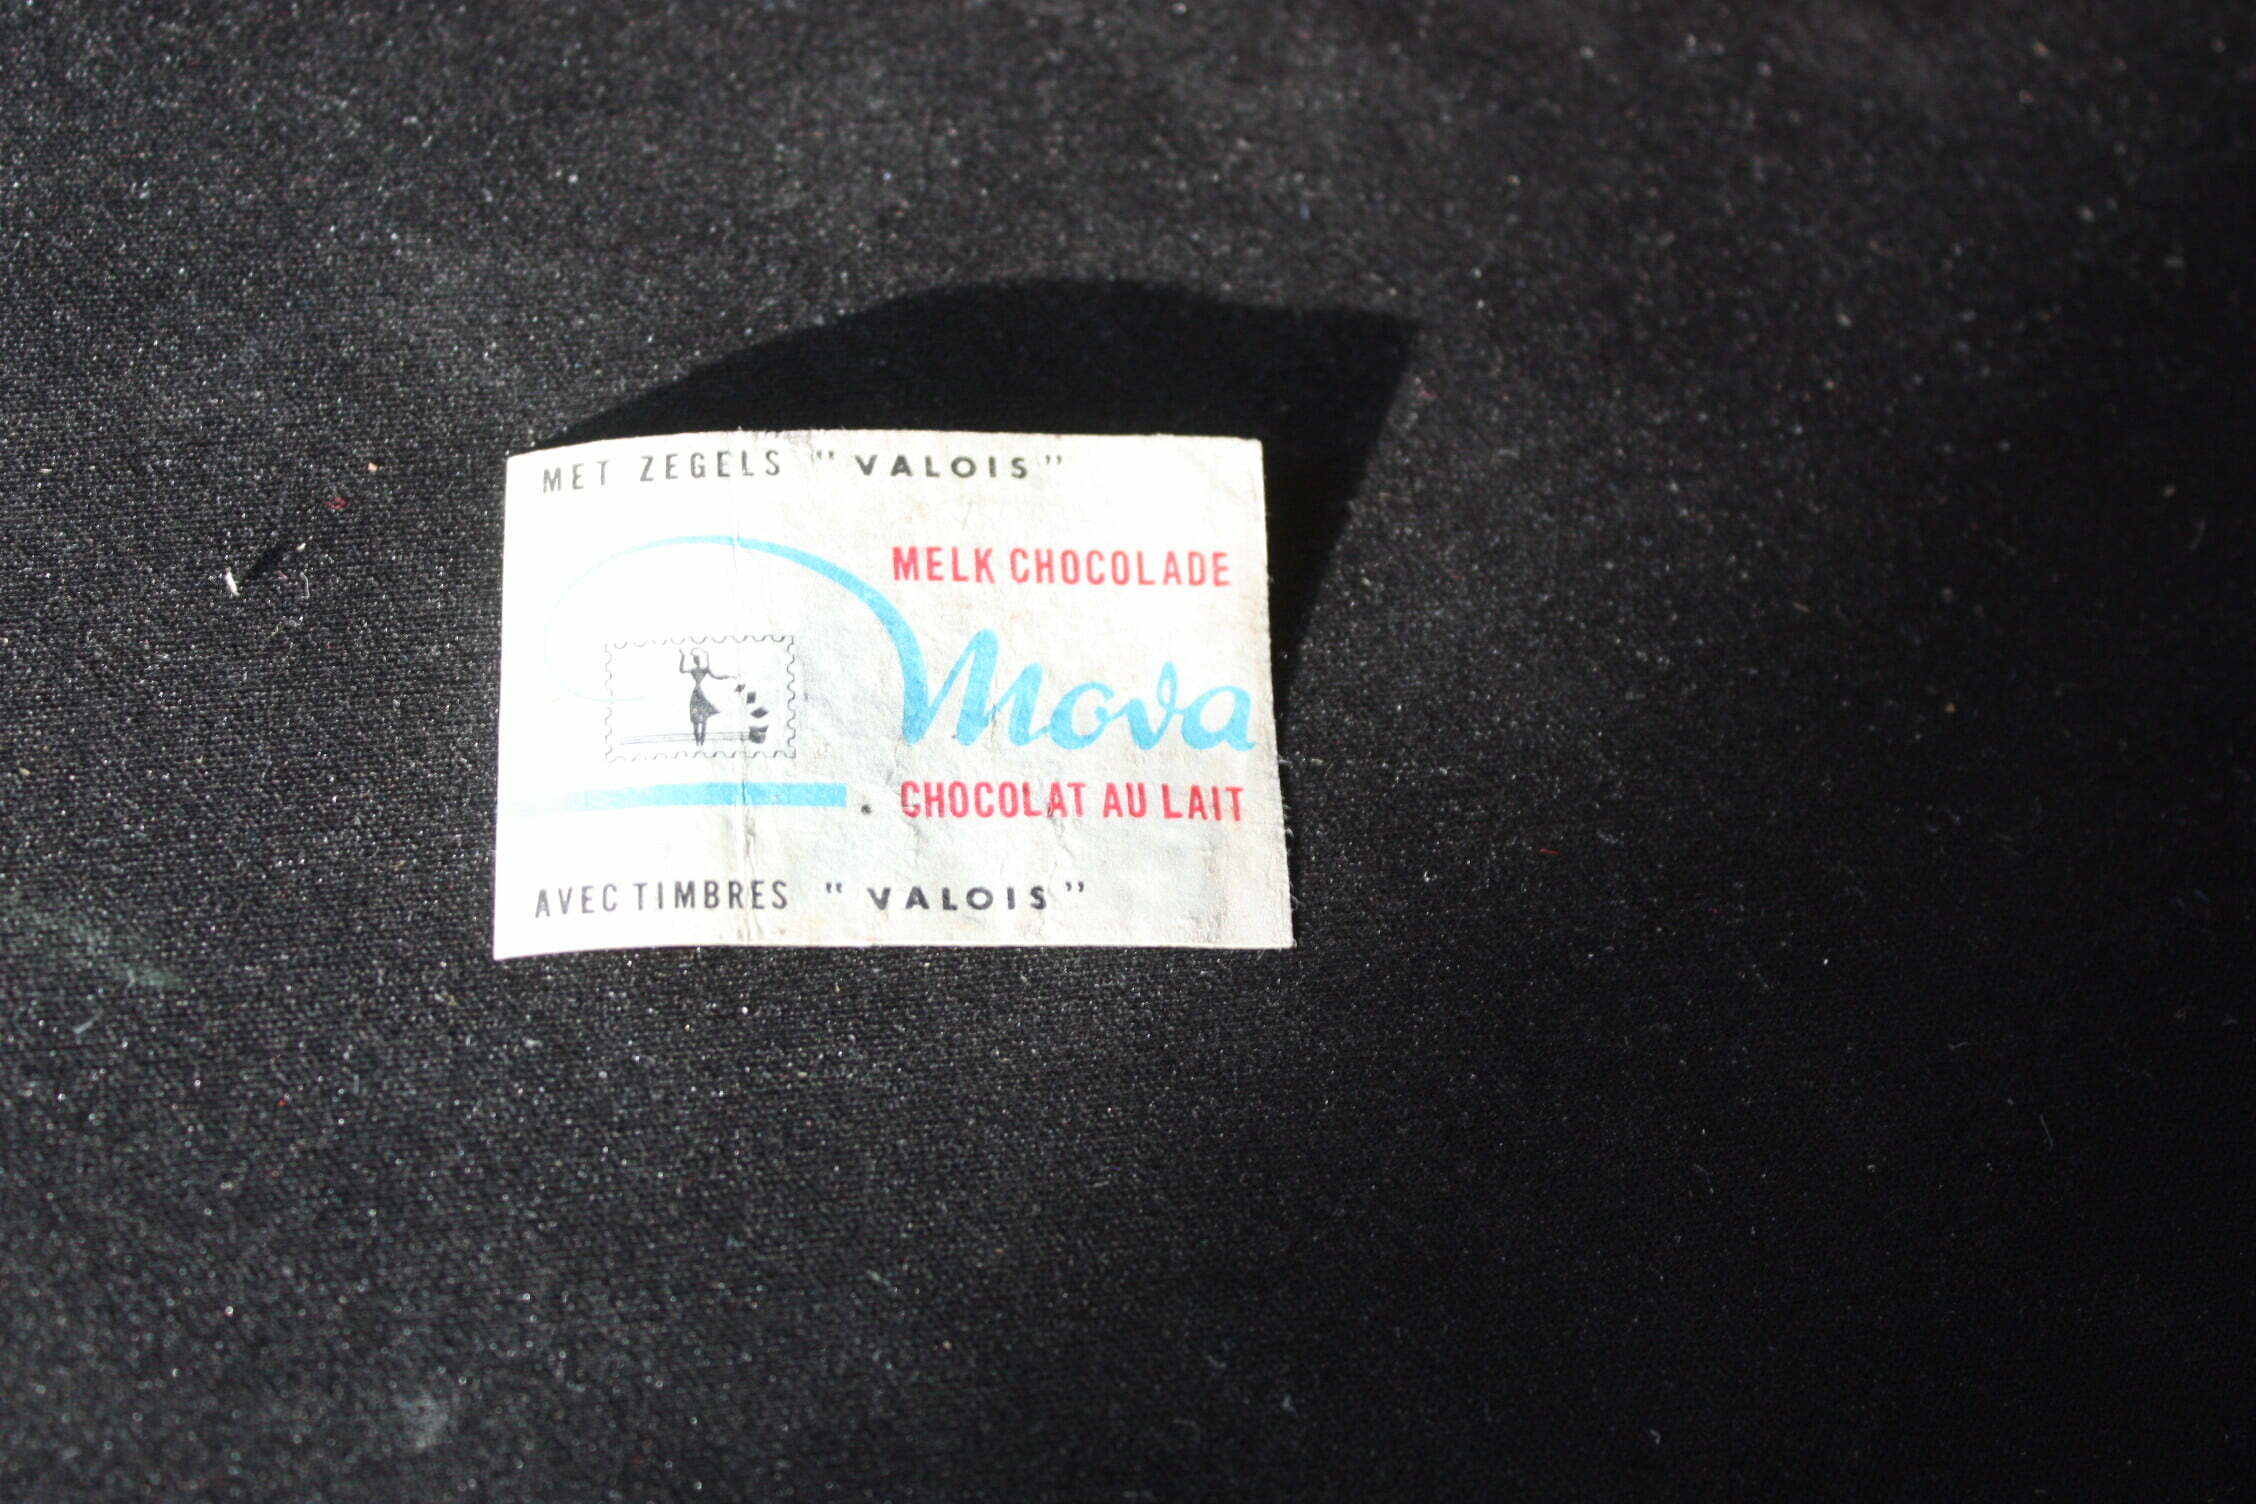 MET ZEGELS " VALOIS "
MELK CHOCOLADE
Mova
CHOCOLAT AU LAIT
AVEC TIMBRES " VALOIS "